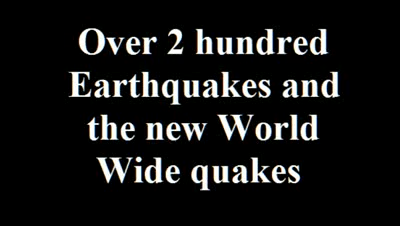 Over 2 hundred
Earthquakes and
the new World
Wide quakes